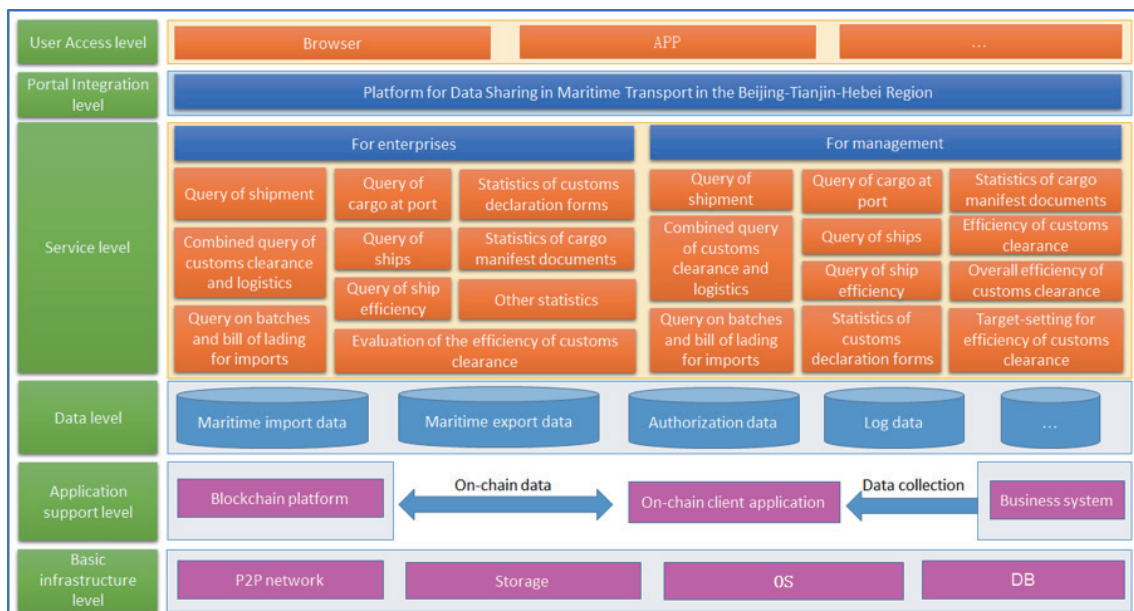 User Access level
Browser
APP
...
Portal Integration
level
Platform for Data Sharing in Maritime Transport in the Beijing-Tianjin-Hebei Region
Service level
For enterprises
Query of shipment
Query of
cargo at port
Statistics of customs
declaration forms
Combined query of
customs clearance
and logistics
Query of
ships
Statistics of cargo
manifest documents
Query of ship
efficiency
Other statistics
Query on batches
and bill of lading
for imports
Evaluation of the efficiency of customs
clearance
For management
Query of
shipment
Query of cargo at
port
Statistics of cargo
manifest documents
Combined query
of customs
clearance and
logistics
Query of ships
Efficiency of customs
clearance
Query of ship
efficiency
Overall efficiency of
customs clearance
Query on batches
and bill of lading
for imports
Statistics of
customs
declaration forms
Target-setting for
efficiency of customs
clearance
Data level
Maritime import data
Maritime export data
Authorization data
Log data
...
Application
support level
Blockchain platform
On-chain data
On-chain client application
Data collection
Business system
Basic
infrastructure
level
P2P network
Storage
OS
DB